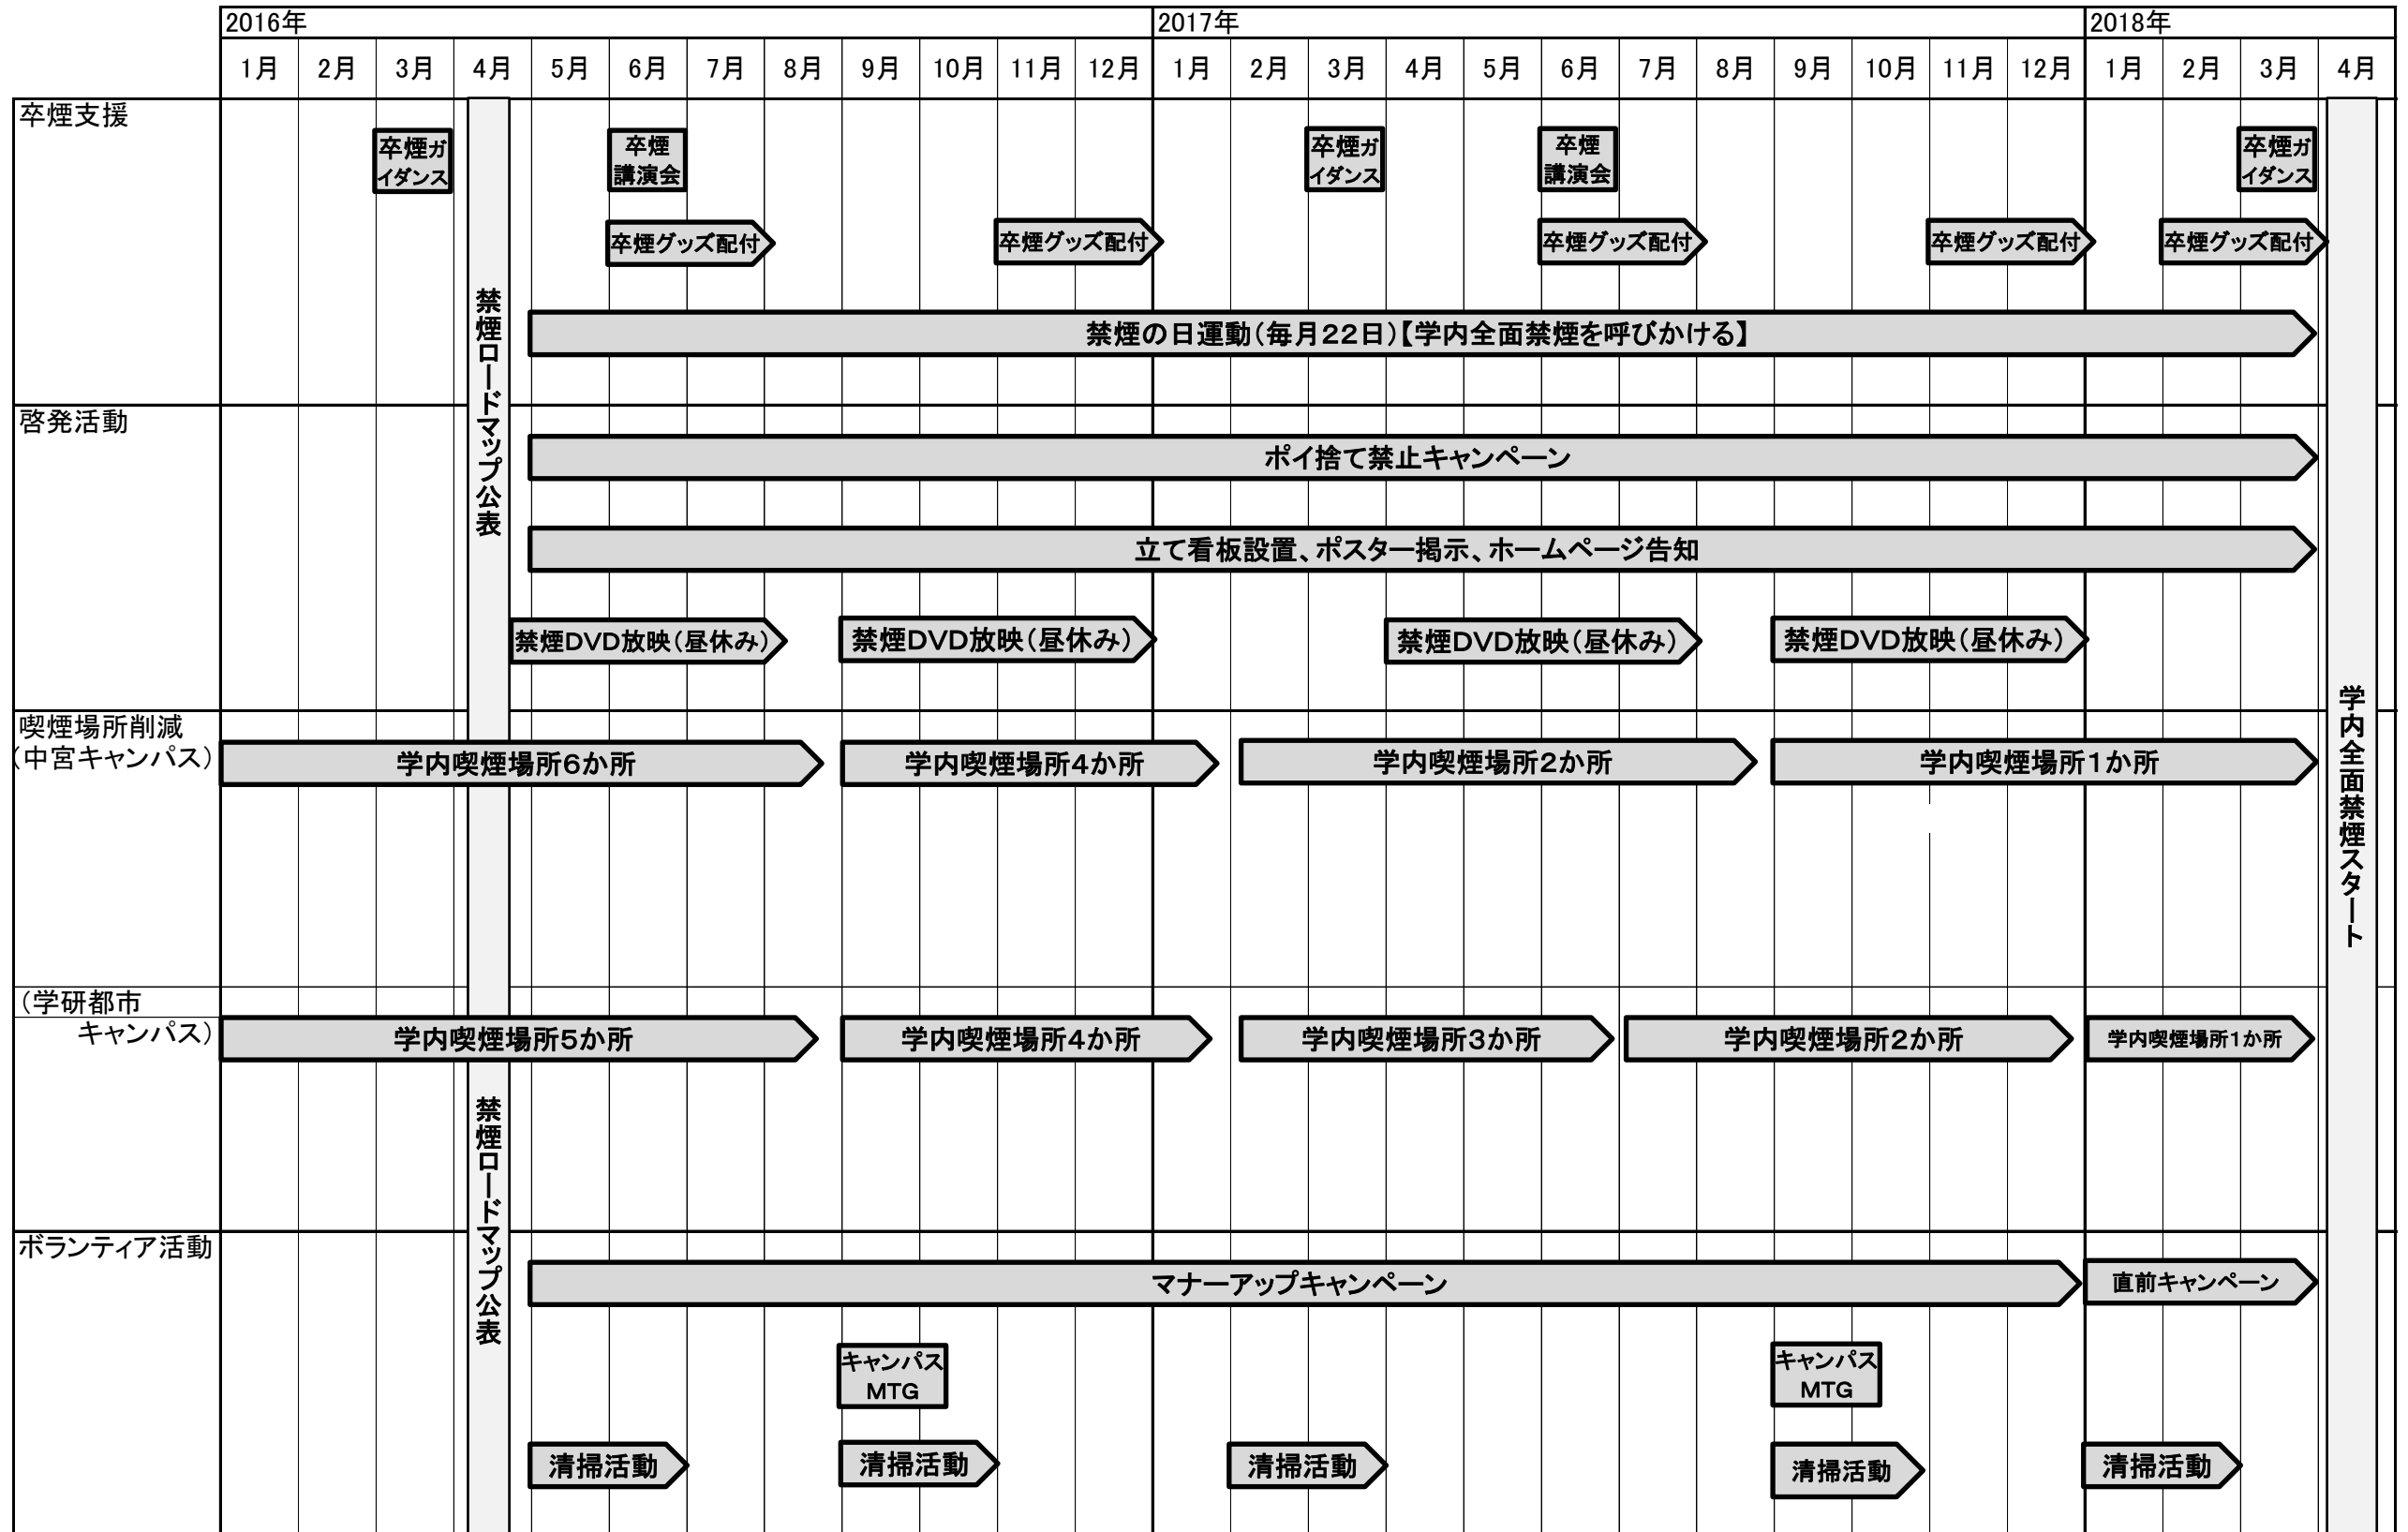 2016年 2017年 2018年
1月 2月 3月 4月 5月 6月 7月 8月 9月 10月 11月 12月 1月 2月 3月 4月 5月 6月 7月 8月 9月 10月 11月 12月 1月 2月 3月 4月
卒煙支援
卒煙ガ
イダンス
卒煙
講演会
卒煙ガ
イダンス
卒煙
講演会
卒煙ガ
イダンス
卒煙グッズ配付 卒煙グッズ配付 卒煙グッズ配付 卒煙グッズ配付 卒煙グッズ配付
禁煙の日運動(毎月22日)【学内全面禁煙を呼びかける】
禁煙ロードマップ公表
啓発活動
ポイ捨て禁止キャンペーン
立て看板設置、ポスター掲示、ホームページ告知
禁煙DVD放映(昼休み) 禁煙DVD放映(昼休み) 禁煙DVD放映(昼休み) 禁煙DVD放映(昼休み)
学内全面禁煙スタート
喫煙場所削減
(中宮キャンパス)
学内喫煙場所6か所 学内喫煙場所4か所 学内喫煙場所2か所 学内喫煙場所1か所
(学研都市
キャンパス)
学内喫煙場所5か所 学内喫煙場所4か所 学内喫煙場所3か所 学内喫煙場所2か所 学内喫煙場所1か所
禁煙ロードマップ公表
ボランティア活動
マナーアップキャンペーン 直前キャンペーン
キャンパス
MTG
キャンパス
MTG
清掃活動 清掃活動 清掃活動 清掃活動 清掃活動